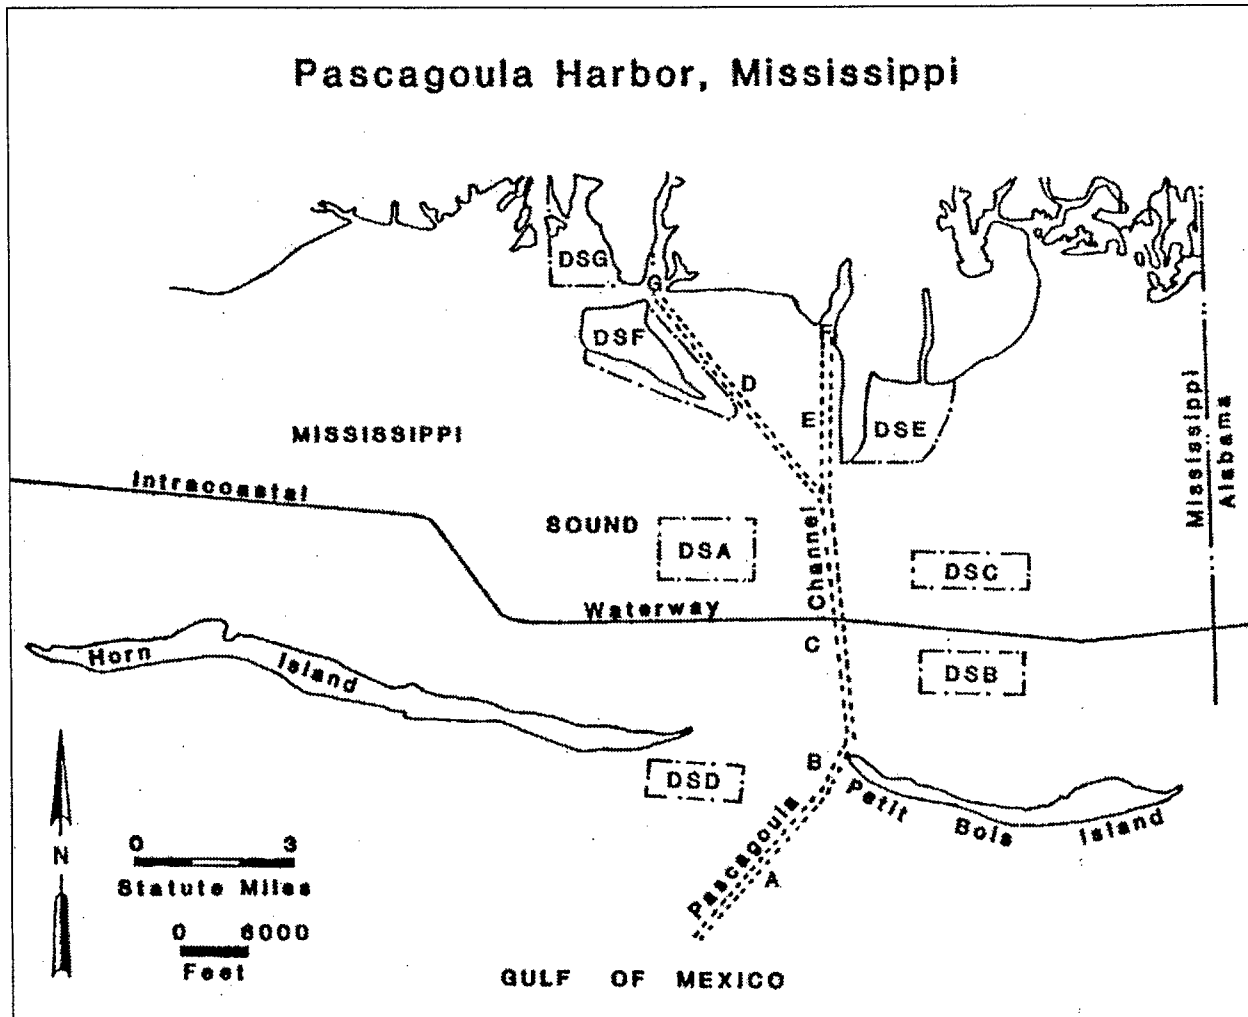 Pascagoula Harbor, Mississippi
DSG
G
DSF
F
D
E
DSE
MISSISSIPPI
Mississippi
Alabama
Intracoastal
SOUND
DSA
Channel
DSC
Waterway
C
DSB
Horn Island
B
DSD
Petit Bois Island
Pascagoula
A
N
0 3
Statute Miles
0 6000
Feet
GULF OF MEXICO